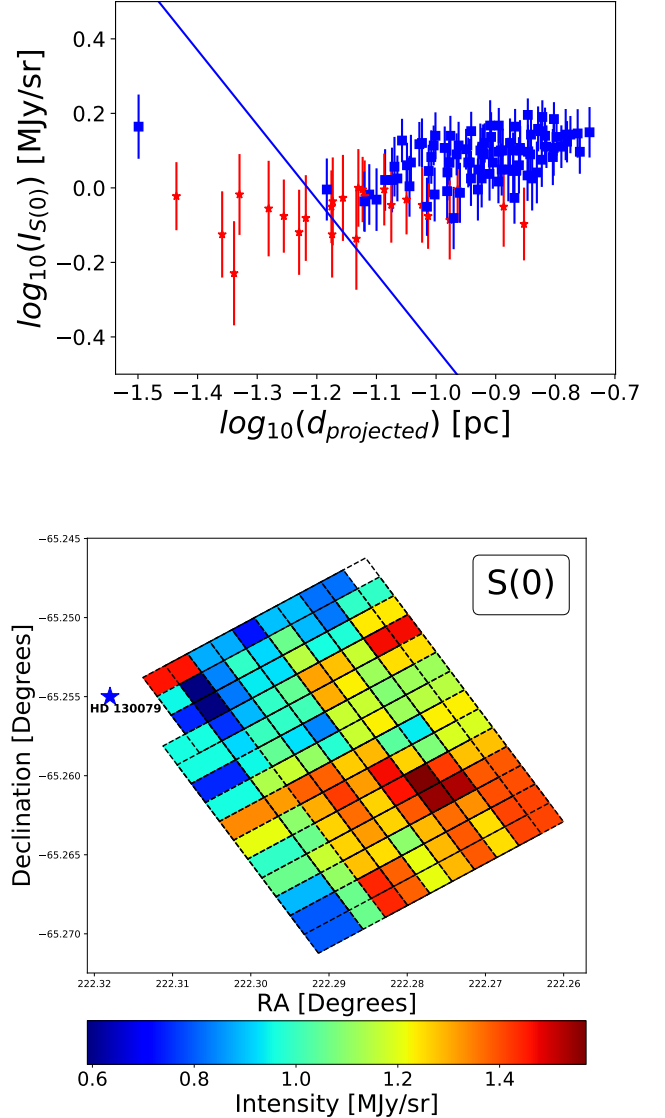 0.4
0.2
0.0
−0.2
−0.4
log10(IS(0)) [MJy/sr]
−1.5 −1.4 −1.3 −1.2 −1.1 −1.0 −0.9 −0.8 −0.7
log10(dprojected) [pc]
S(0)
HD 130079
−65.245
−65.250
−65.255
−65.260
−65.265
−65.270
Declination [Degrees]
222.32 222.31 222.30 222.29 222.28 222.27 222.26
RA [Degrees]
0.6 0.8 1.0 1.2 1.4
Intensity [MJy/sr]